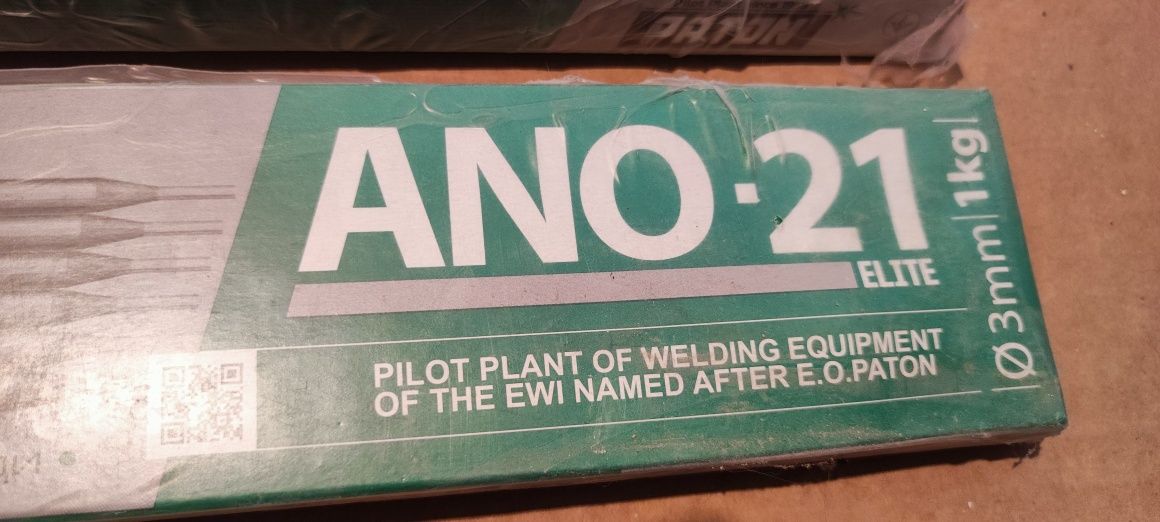 PATON
ANO·21
ELITE
Ø 3mm | 1kg |
PILOT PLANT OF WELDING EQUIPMENT
OF THE EWI NAMED AFTER E.O.PATON